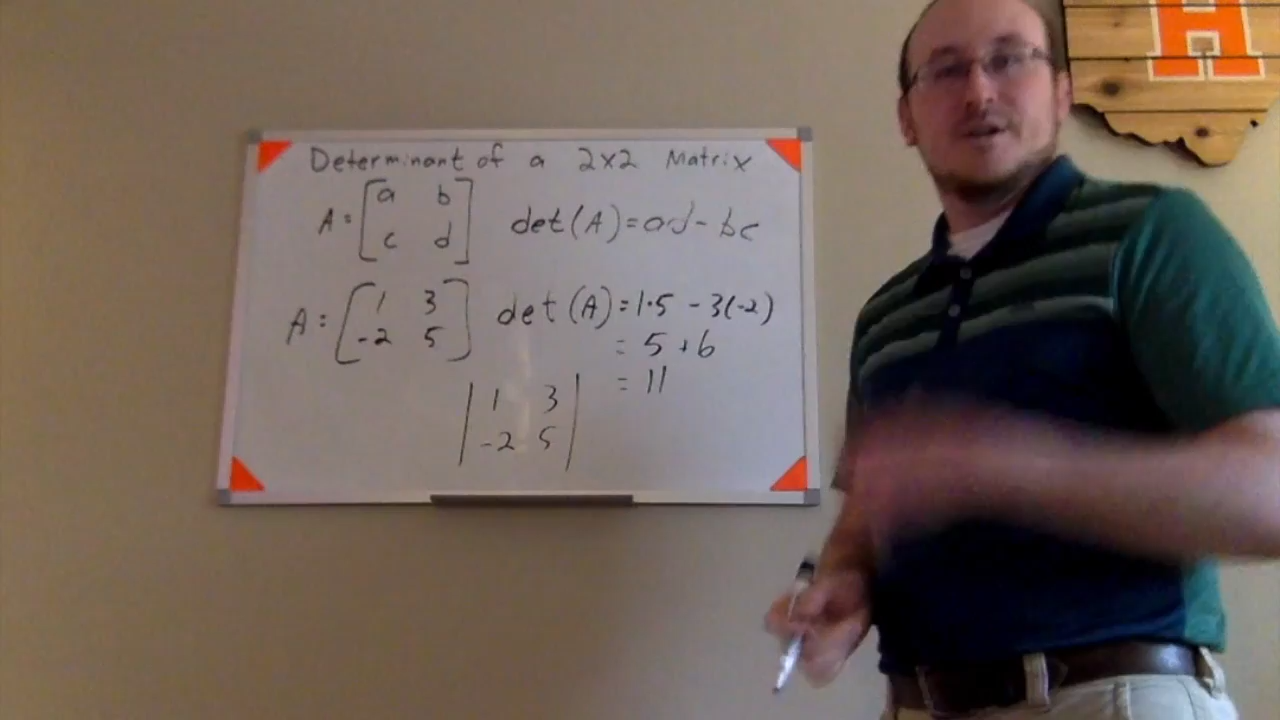 H
Determinant of a 2x2 Matrix
A = [a b
c d]
det(A)=ad-bc
A = [1 3
-2 5]
det(A)=1·5 - 3(-2)
= 5 + 6
= 11
|1 3|
|-2 5|